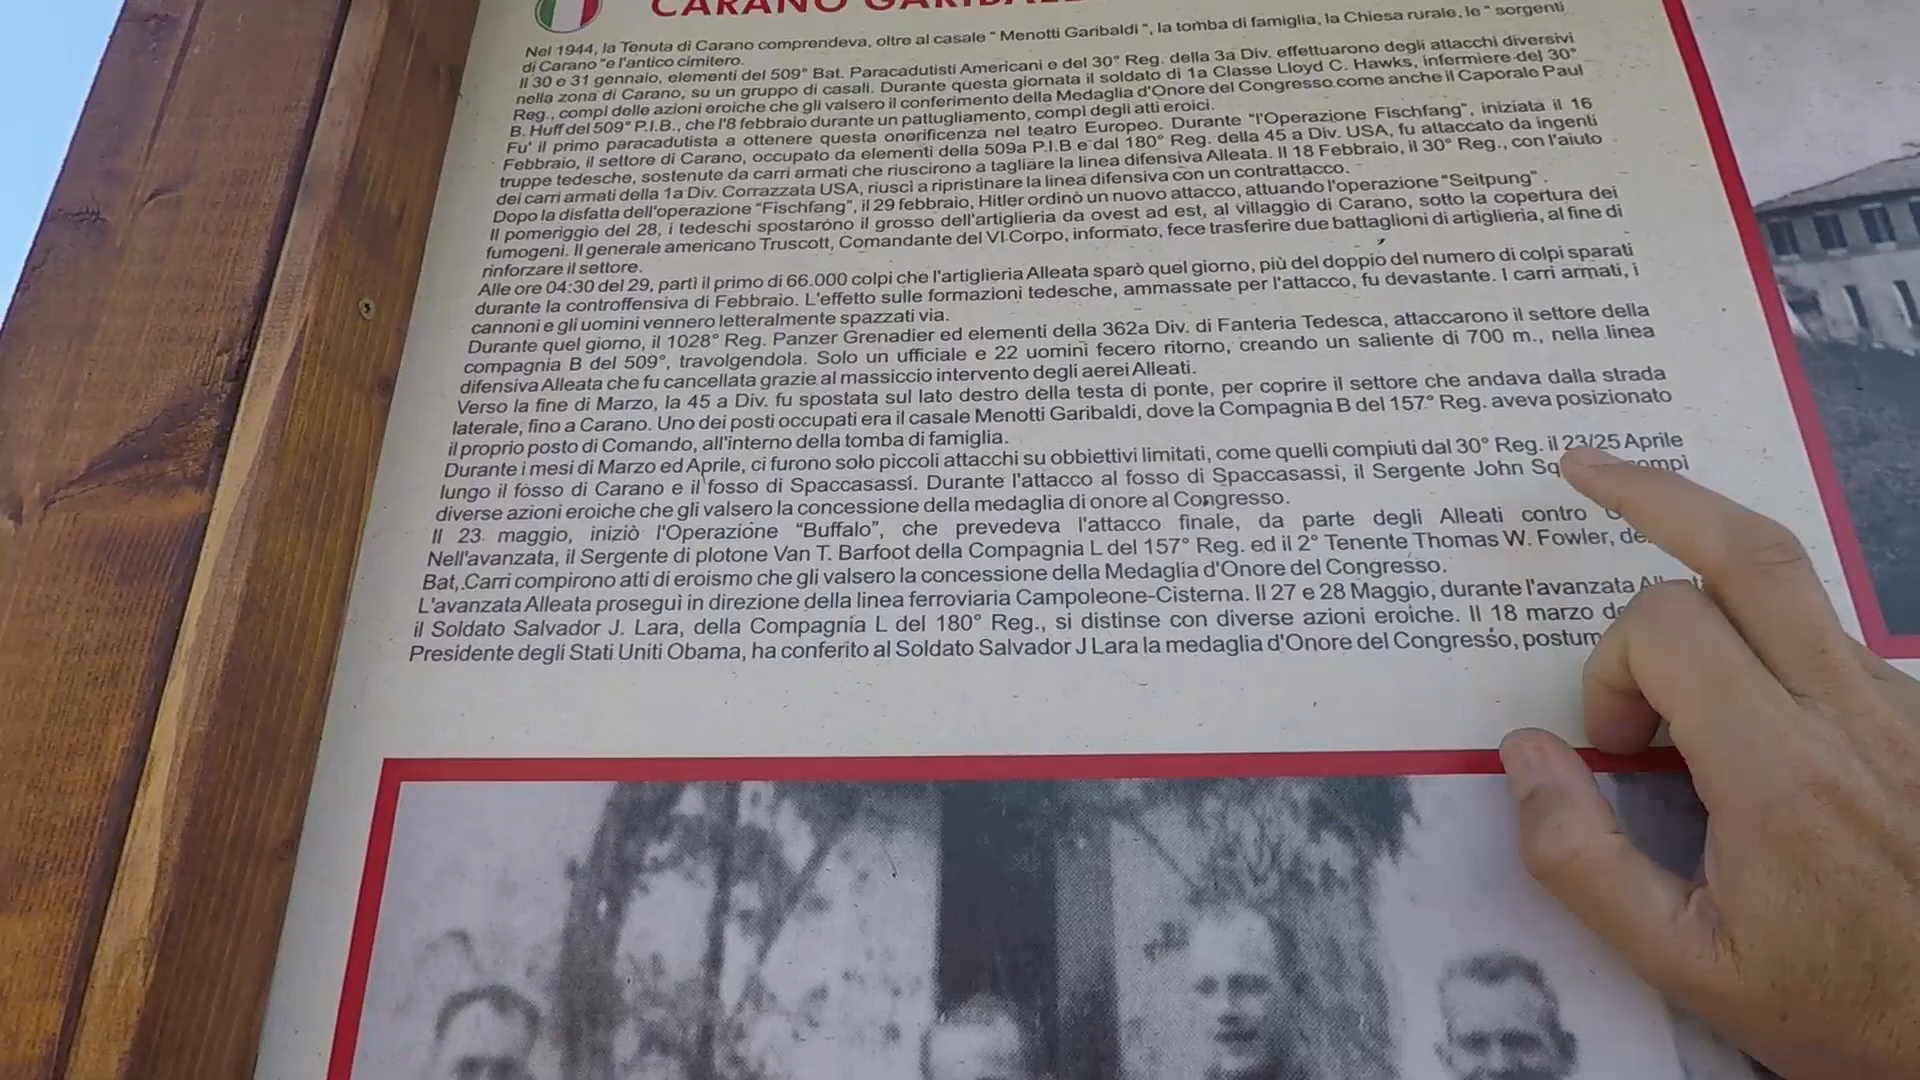 CARANO
Nel 1944, la Tenuta di Carano comprendeva, oltre al casale " Menotti Garibaldi ", la tomba di famiglia, la Chiesa rurale, le " sorgenti
di Carano "e l'antico cimitero.
Il 30 e 31 gennaio, elementi del 509° Bat. Paracadutisti Americani e del 30° Reg. della 3a Div. effettuarono degli attacchi diversivi
nella zona di Carano, su un gruppo di casali. Durante questa giornata il soldato di 1a Classe Lloyd C. Hawks, infermiere del 30°
Reg., compì delle azioni eroiche che gli valsero il conferimento della Medaglia d'Onore del Congresso come anche il Caporale Paul
B. Huff del 509° P.I.B., che l'8 febbraio durante un pattugliamento, compì degli atti eroici.
Fu' il primo paracadutista a ottenere questa onorificenza nel teatro Europeo. Durante "l'Operazione Fischfang", iniziata il 16
Febbraio, il settore di Carano, occupato da elementi della 509a P.I.B e dal 180° Reg. della 45 a Div. USA, fu attaccato da ingenti
truppe tedesche, sostenute da carri armati che riuscirono a tagliare la linea difensiva Alleata. Il 18 Febbraio, il 30° Reg., con l'aiuto
dei carri armati della 1a Div. Corrazzata USA, riuscì a ripristinare la linea difensiva con un contrattacco.
Dopo la disfatta dell'operazione "Fischfang", il 29 febbraio, Hitler ordinò un nuovo attacco, attuando l'operazione "Seitpung" .
Il pomeriggio del 28, i tedeschi spostarono il grosso dell'artiglieria da ovest ad est, al villaggio di Carano, sotto la copertura dei
fumogeni. Il generale americano Truscott, Comandante del VI Corpo, informato, fece trasferire due battaglioni di artiglieria, al fine di
rinforzare il settore.
Alle ore 04:30 del 29, partì il primo di 66.000 colpi che l'artiglieria Alleata sparò quel giorno, più del doppio del numero di colpi sparati
durante la controffensiva di Febbraio. L'effetto sulle formazioni tedesche, ammassate per l'attacco, fu devastante. I carri armati, i
cannoni e gli uomini vennero letteralmente spazzati via.
Durante quel giorno, il 1028° Reg. Panzer Grenadier ed elementi della 362a Div. di Fanteria Tedesca, attaccarono il settore della
compagnia B del 509°, travolgendola. Solo un ufficiale e 22 uomini fecero ritorno, creando un saliente di 700 m., nella linea
difensiva Alleata che fu cancellata grazie al massiccio intervento degli aerei Alleati.
Verso la fine di Marzo, la 45 a Div. fu spostata sul lato destro della testa di ponte, per coprire il settore che andava dalla strada
laterale, fino a Carano. Uno dei posti occupati era il casale Menotti Garibaldi, dove la Compagnia B del 157° Reg. aveva posizionato
il proprio posto di Comando, all'interno della tomba di famiglia.
Durante i mesi di Marzo ed Aprile, ci furono solo piccoli attacchi su obbiettivi limitati, come quelli compiuti dal 30° Reg. il 23/25 Aprile
lungo il fosso di Carano e il fosso di Spaccasassi. Durante l'attacco al fosso di Spaccasassi, il Sergente John compì
diverse azioni eroiche che gli valsero la concessione della medaglia di onore al Congresso.
Il 23 maggio, iniziò l'Operazione "Buffalo", che prevedeva l'attacco finale, da parte degli Alleati contro
Nell'avanzata, il Sergente di plotone Van T. Barfoot della Compagnia L del 157° Reg. ed il 2° Tenente Thomas W. Fowler,
Bat. Carri compirono atti di eroismo che gli valsero la concessione della Medaglia d'Onore del Congresso.
L'avanzata Alleata proseguì in direzione della linea ferroviaria Campoleone-Cisterna. Il 27 e 28 Maggio, durante l'avanzata
il Soldato Salvador J. Lara, della Compagnia L del 180° Reg., si distinse con diverse azioni eroiche. Il 18 marzo
Presidente degli Stati Uniti Obama, ha conferito al Soldato Salvador J Lara la medaglia d'Onore del Congresso,